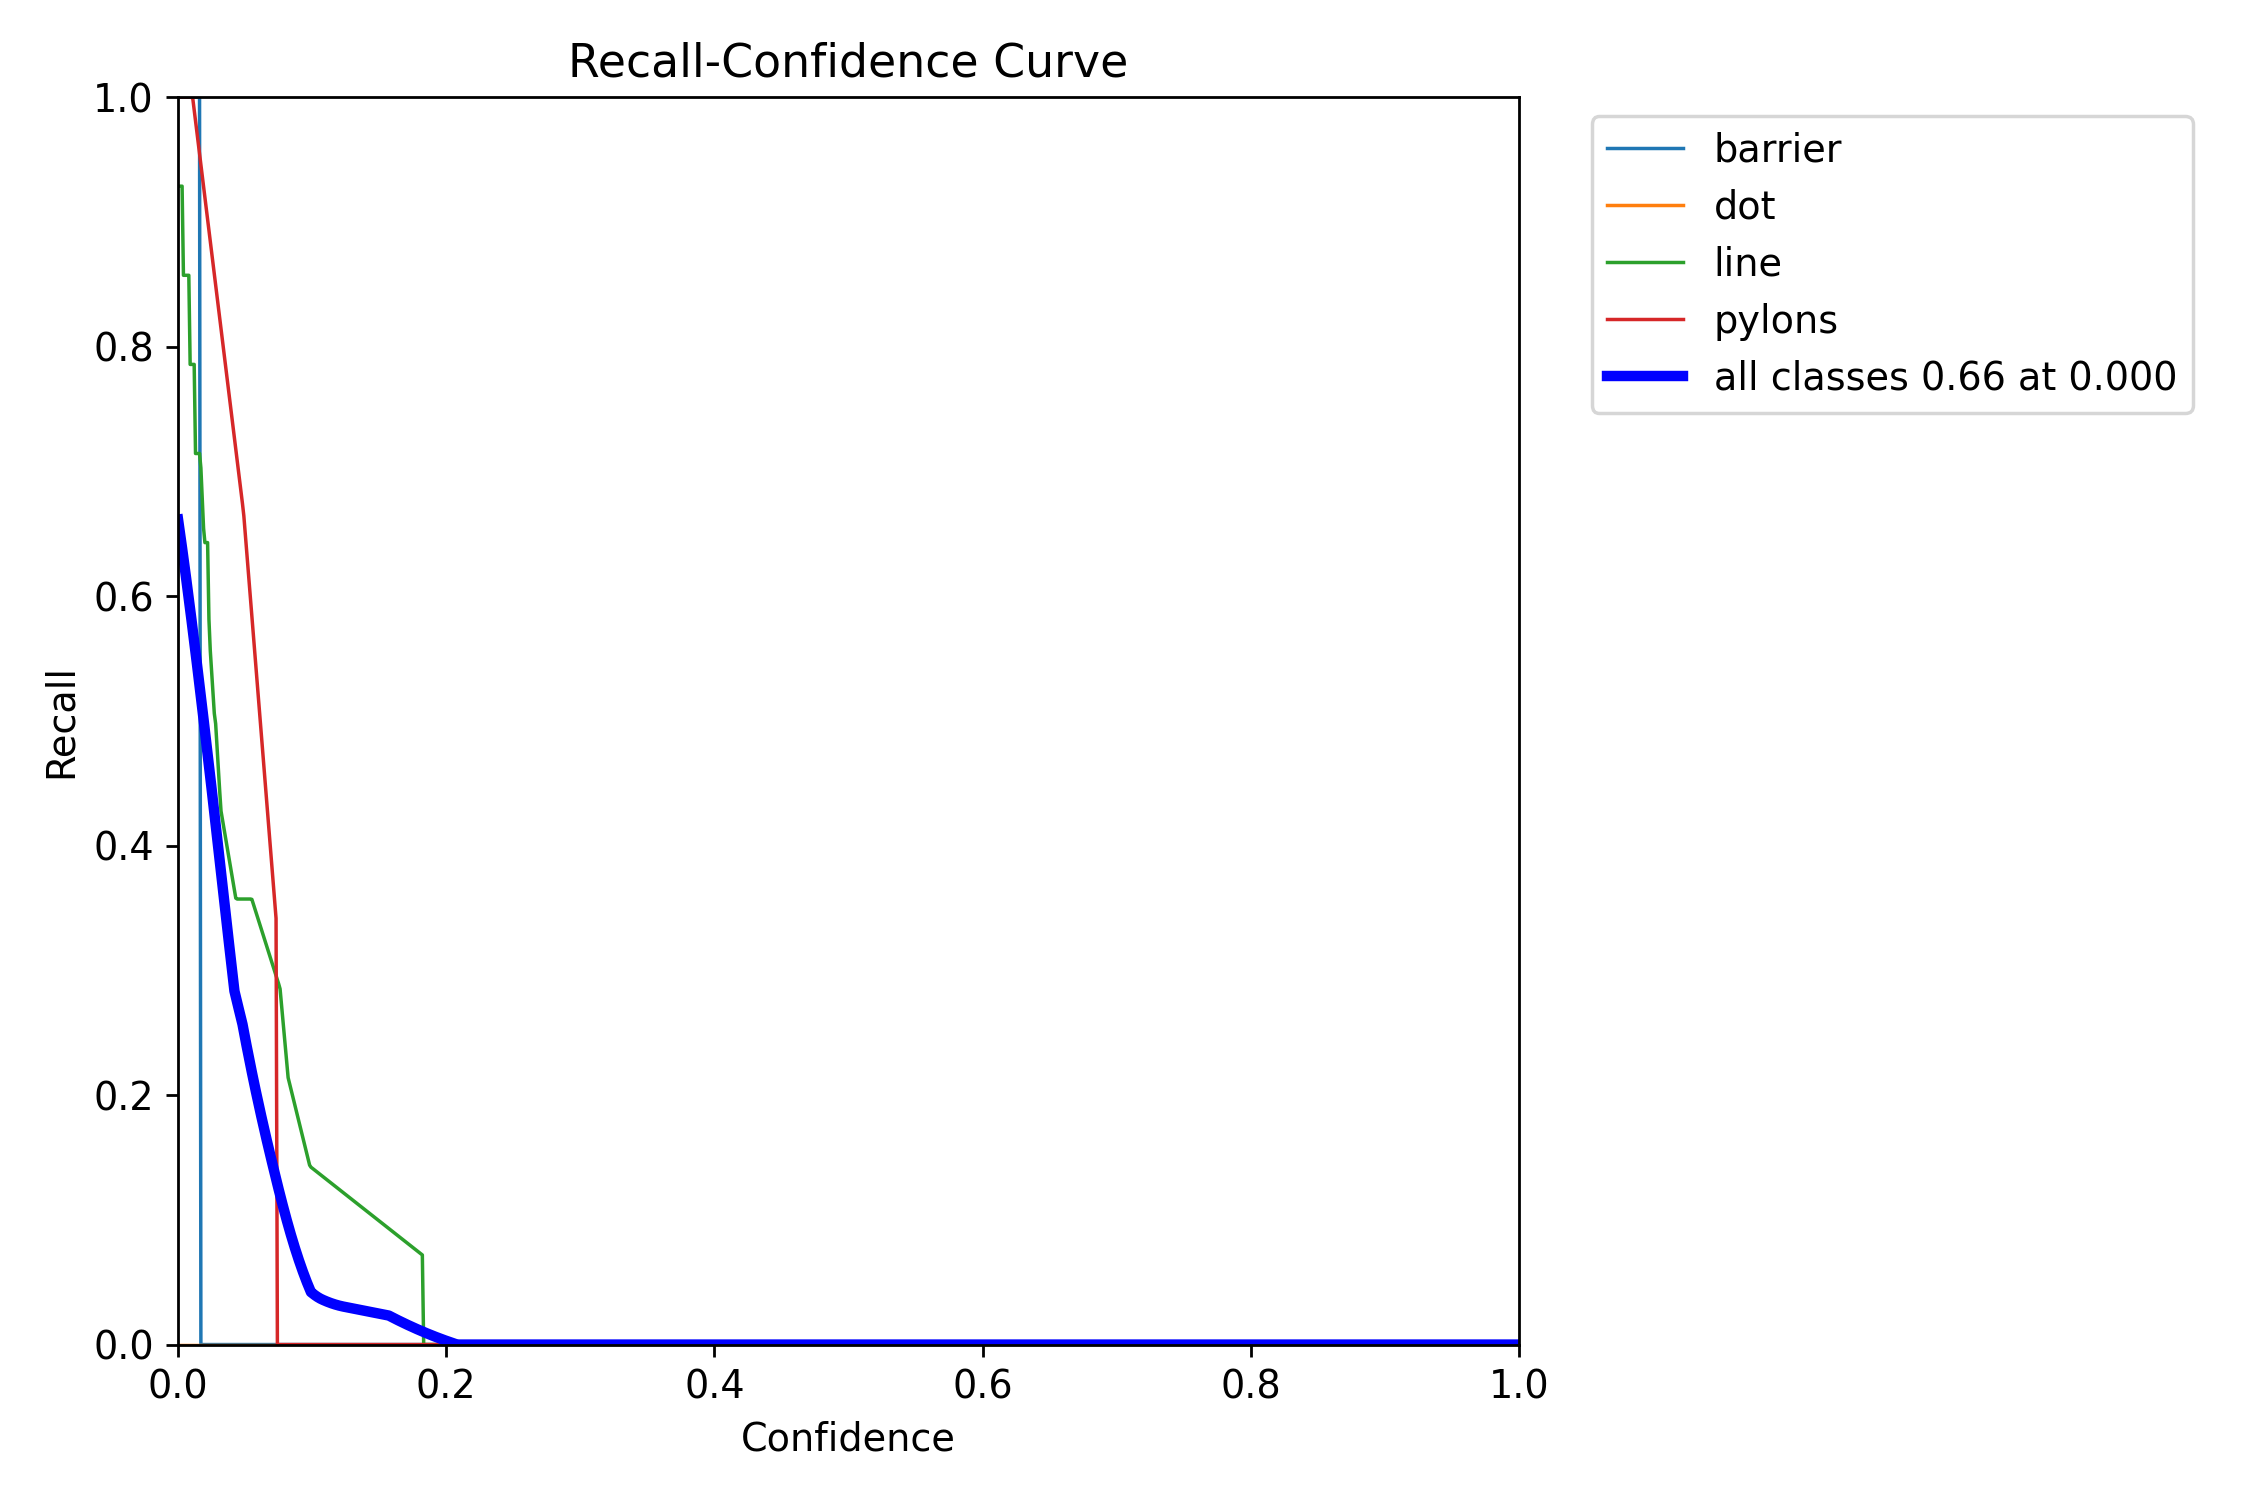 Recall-Confidence Curve
1.0
0.8
0.6
0.4
0.2
0.0
Recall
0.0 0.2 0.4 0.6 0.8 1.0
Confidence
barrier
dot
line
pylons
all classes 0.66 at 0.000